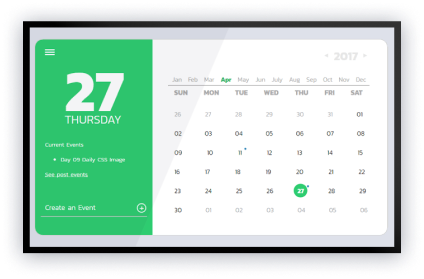 27
THURSDAY
Current Events
Day 09 Daily CSS Image
See past events
Create an Event
< 2017 >
Jan Feb Mar Apr May Jun July Aug Sep Oct Nov Dec
SUN MON TUE WED THU FRI SAT
26 27 28 29 30 31 01
02 03 04 05 06 07 08
09 10 11 12 13 14 15
16 17 18 19 20 21 22
23 24 25 26 27 28 29
30 01 02 03 04 05 06